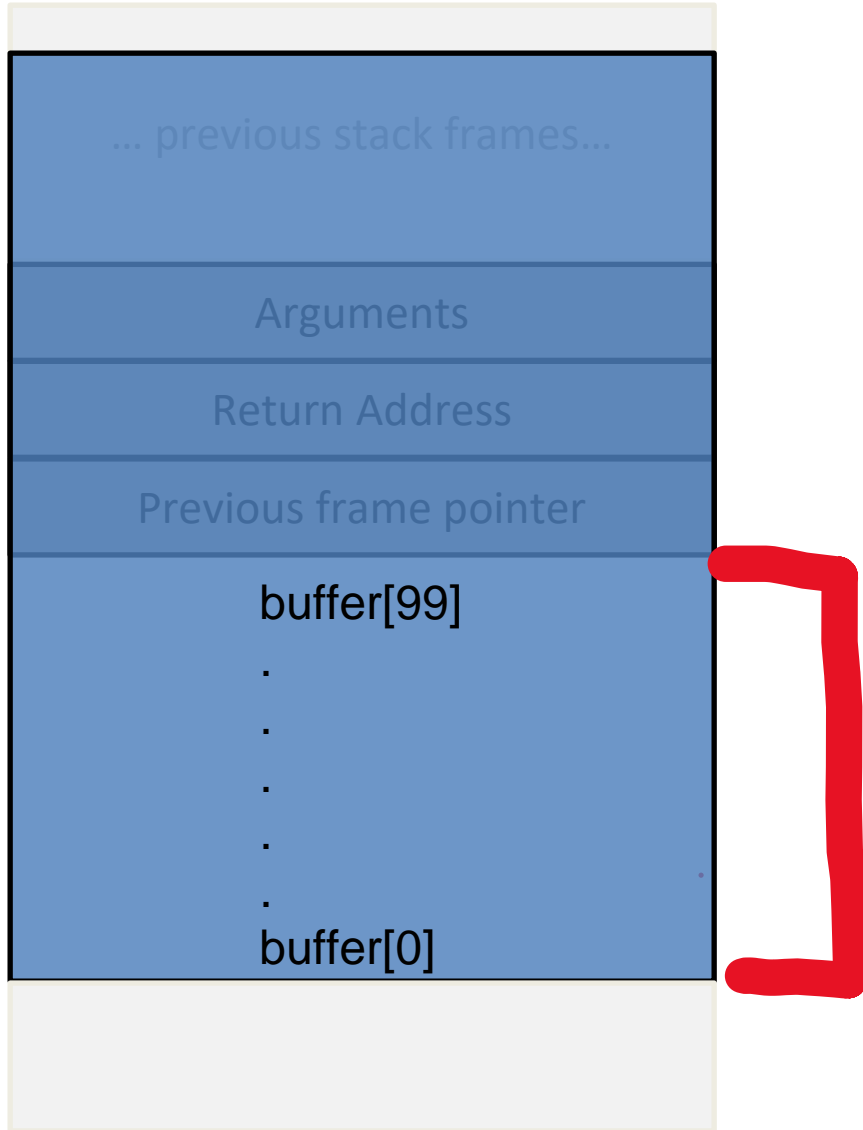 ... previous stack frames...
Arguments
Return Address
Previous frame pointer
buffer[99]
.
.
.
.
.
buffer[0]